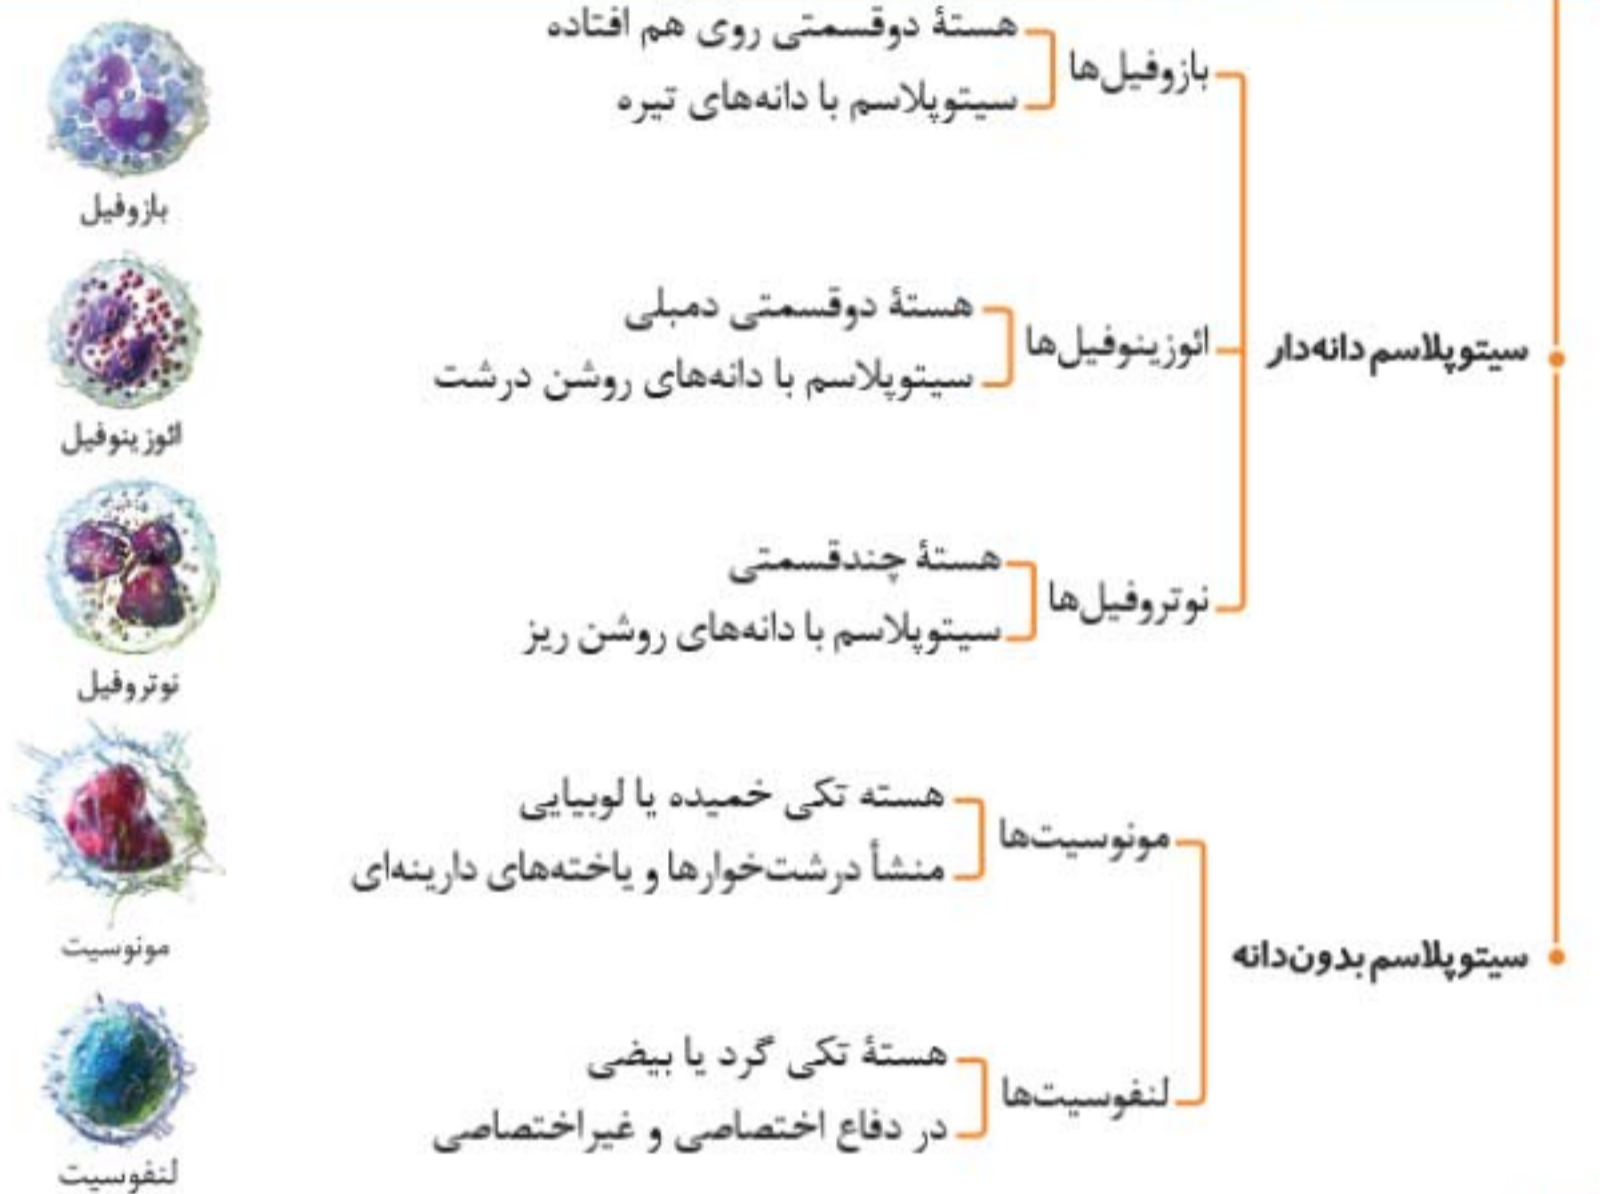 سیتوپلاسم دانه‌دار
بازوفیل‌ها
هستهٔ دوقسمتی روی هم افتاده
سیتوپلاسم با دانه‌های تیره
بازوفیل
ائوزینوفیل‌ها
هستهٔ دوقسمتی دمبلی
سیتوپلاسم با دانه‌های روشن درشت
ائوزینوفیل
نوتروفیل‌ها
هستهٔ چندقسمتی
سیتوپلاسم با دانه‌های روشن ریز
نوتروفیل
سیتوپلاسم بدون‌دانه
مونوسیت‌ها
هسته تکی خمیده یا لوبیایی
منشأ درشت‌خوارها و یاخته‌های دارینه‌ای
مونوسیت
لنفوسیت‌ها
هستهٔ تکی گرد یا بیضی
در دفاع اختصاصی و غیراختصاصی
لنفوسیت